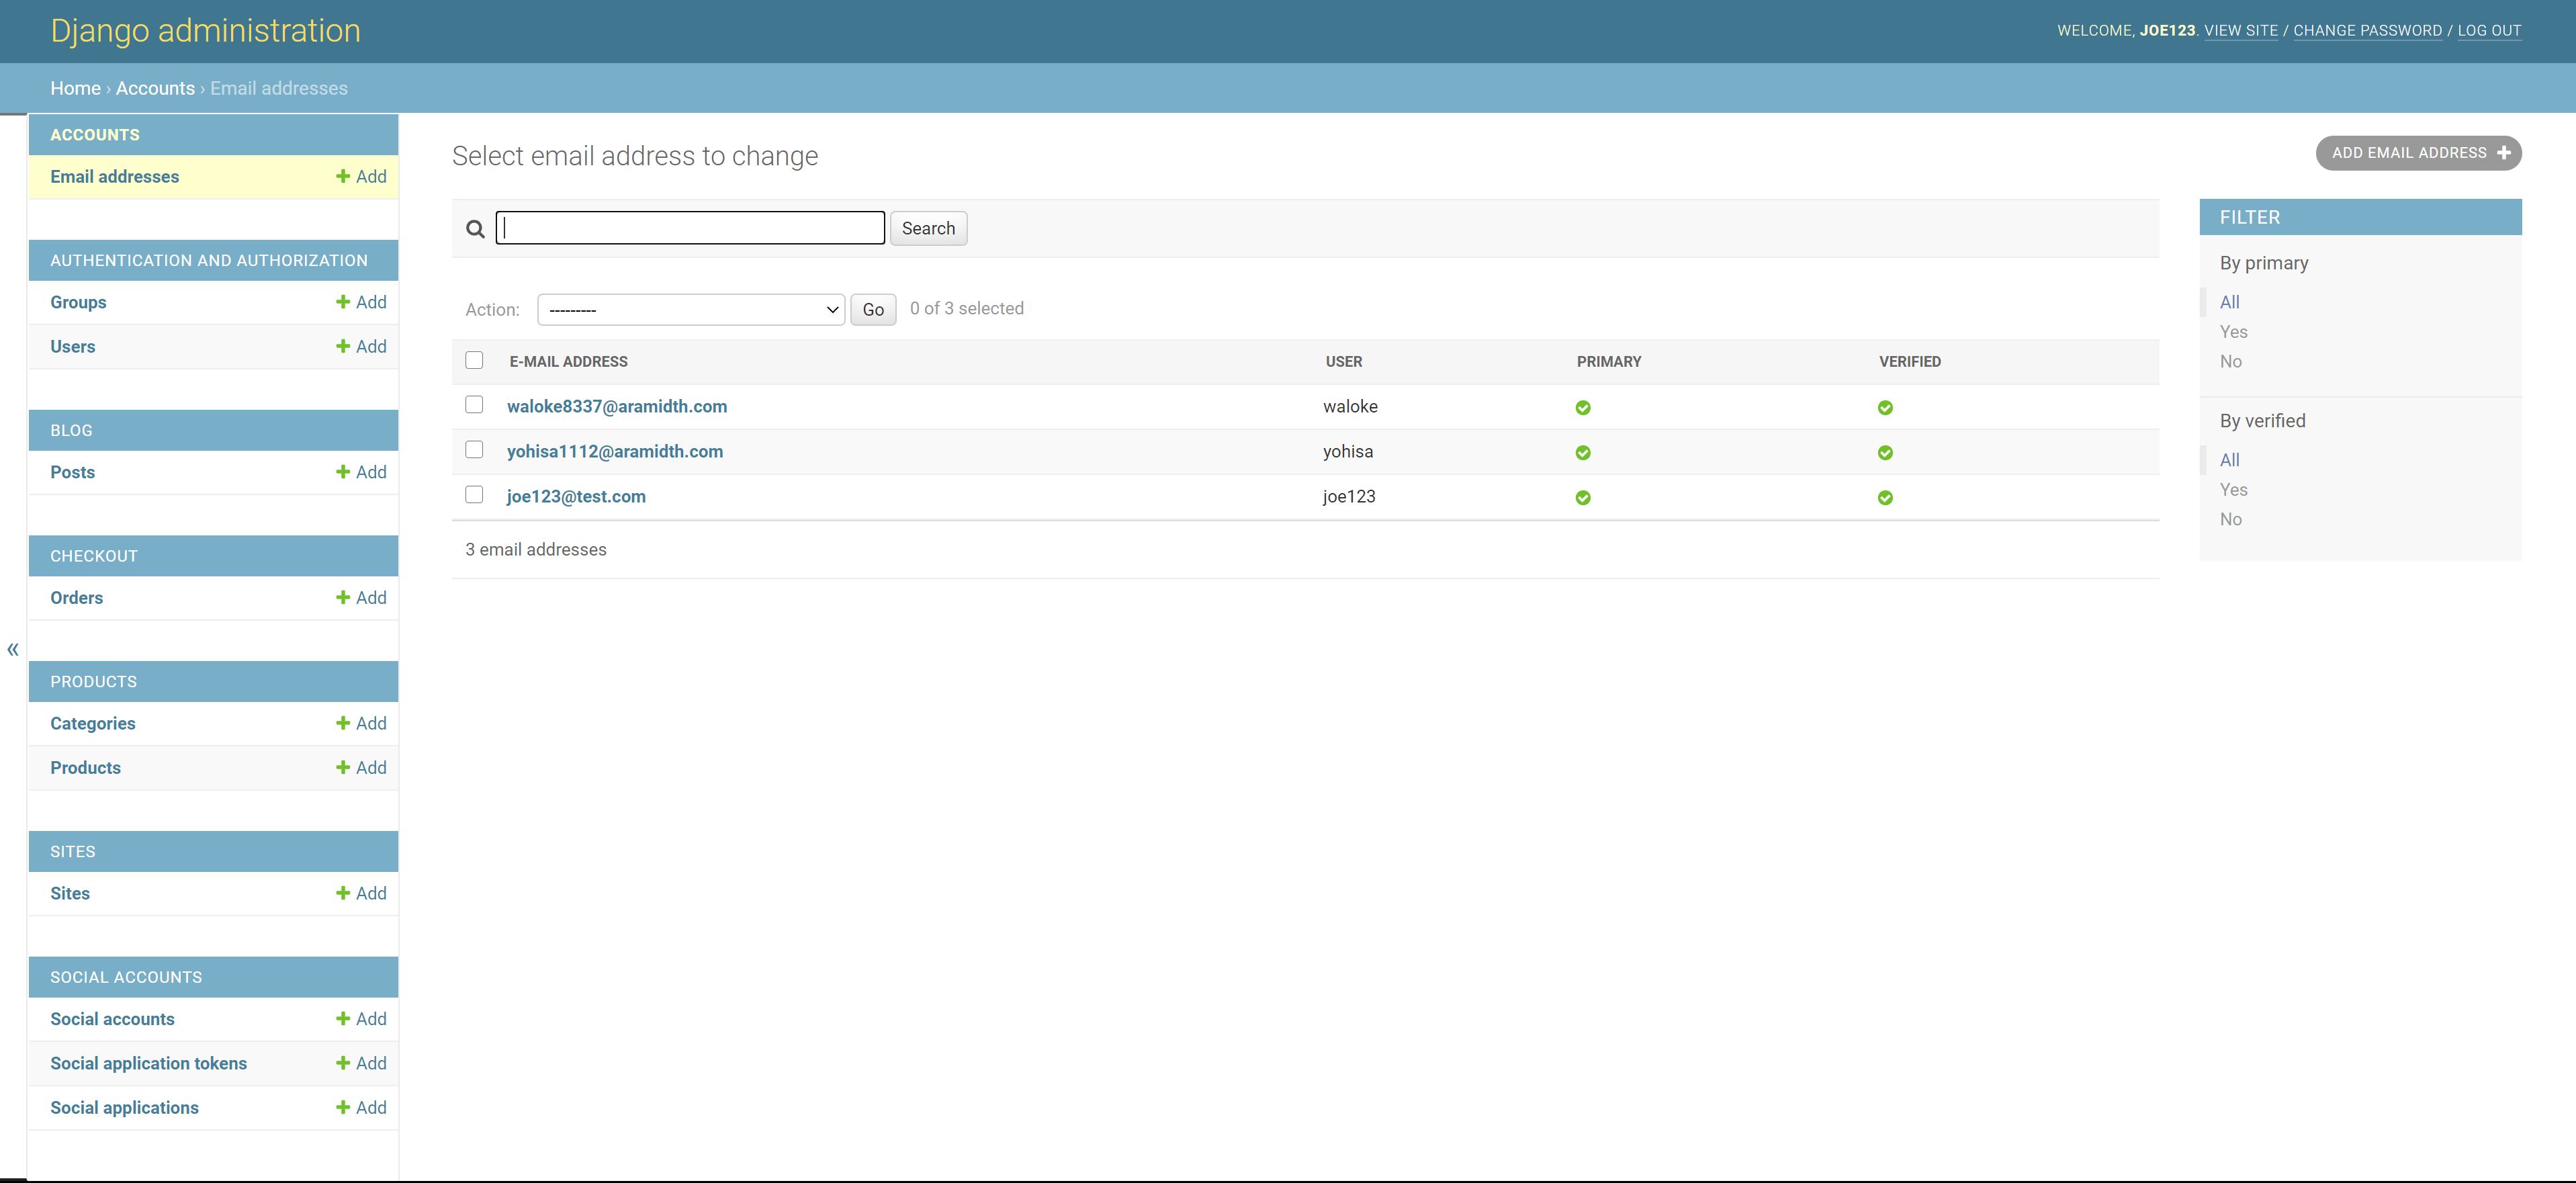 Django administration
WELCOME, JOE123. VIEW SITE / CHANGE PASSWORD / LOG OUT
Home › Accounts › Email addresses
ACCOUNTS
Email addresses + Add
AUTHENTICATION AND AUTHORIZATION
Groups + Add
Users + Add
BLOG
Posts + Add
CHECKOUT
Orders + Add
PRODUCTS
Categories + Add
Products + Add
SITES
Sites + Add
SOCIAL ACCOUNTS
Social accounts + Add
Social application tokens + Add
Social applications + Add
«
Select email address to change
ADD EMAIL ADDRESS +
Search
Action: --------- Go 0 of 3 selected
E-MAIL ADDRESS USER PRIMARY VERIFIED
waloke8337@aramidth.com waloke
yohisa1112@aramidth.com yohisa
joe123@test.com joe123
3 email addresses
FILTER
By primary
All
Yes
No
By verified
All
Yes
No